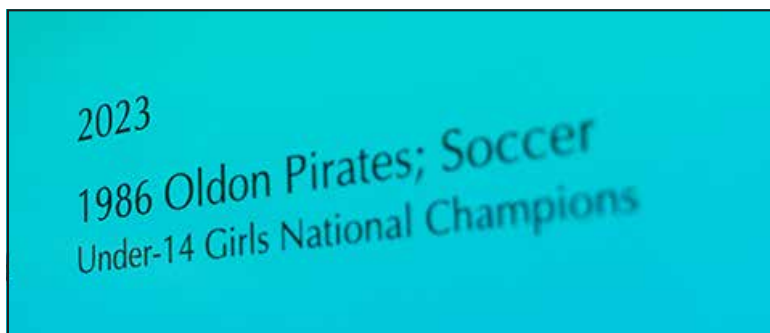 2023
1986 Oldon Pirates; Soccer
Under-14 Girls National Champions